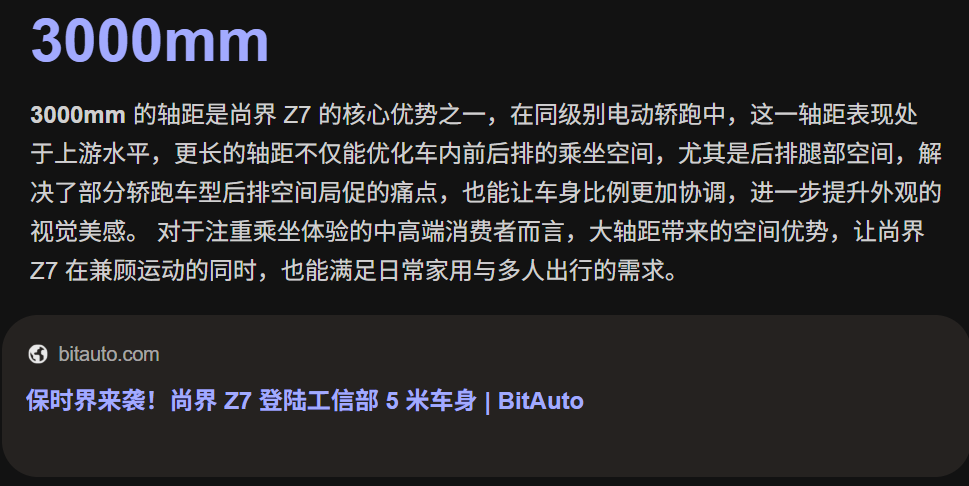 3000mm
3000mm 的轴距是尚界 Z7 的核心优势之一，在同级别电动轿跑中，这一轴距表现处
于上游水平，更长的轴距不仅能优化车内前后排的乘坐空间，尤其是后排腿部空间，解
决了部分轿跑车型后排空间局促的痛点，也能让车身比例更加协调，进一步提升外观的
视觉美感。 对于注重乘坐体验的中高端消费者而言，大轴距带来的空间优势，让尚界
Z7 在兼顾运动的同时，也能满足日常家用与多人出行的需求。
bitauto.com
保时界来袭！尚界 Z7 登陆工信部 5 米车身 | BitAuto